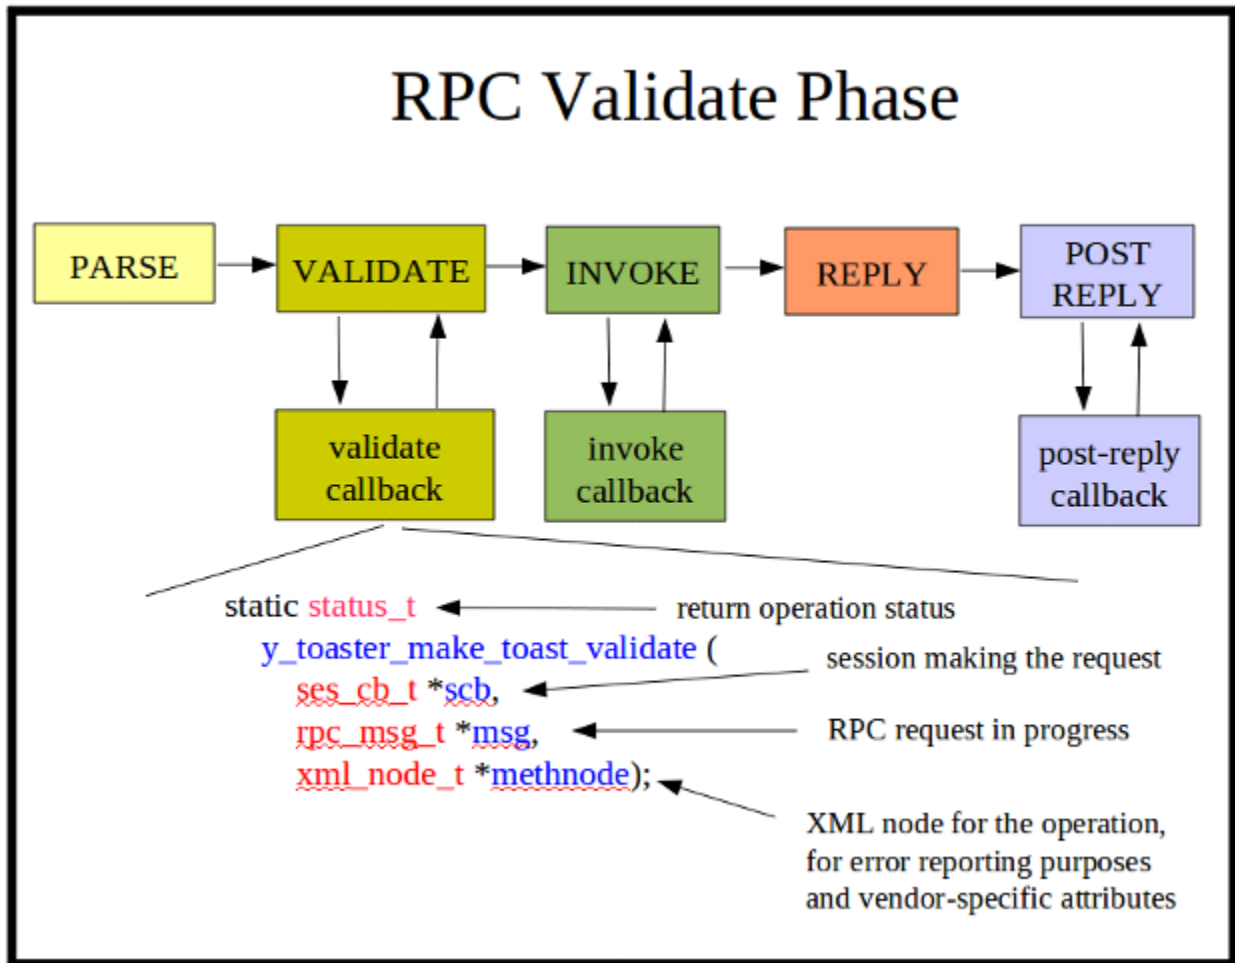 RPC Validate Phase
PARSE
VALIDATE
INVOKE
REPLY
POST
REPLY
validate
callback
invoke
callback
post-reply
callback
static status_t
return operation status
y_toaster_make_toast_validate (
session making the request
ses_cb_t *scb,
rpc_msg_t *msg,
RPC request in progress
xml_node_t *methnode);
XML node for the operation,
for error reporting purposes
and vendor-specific attributes